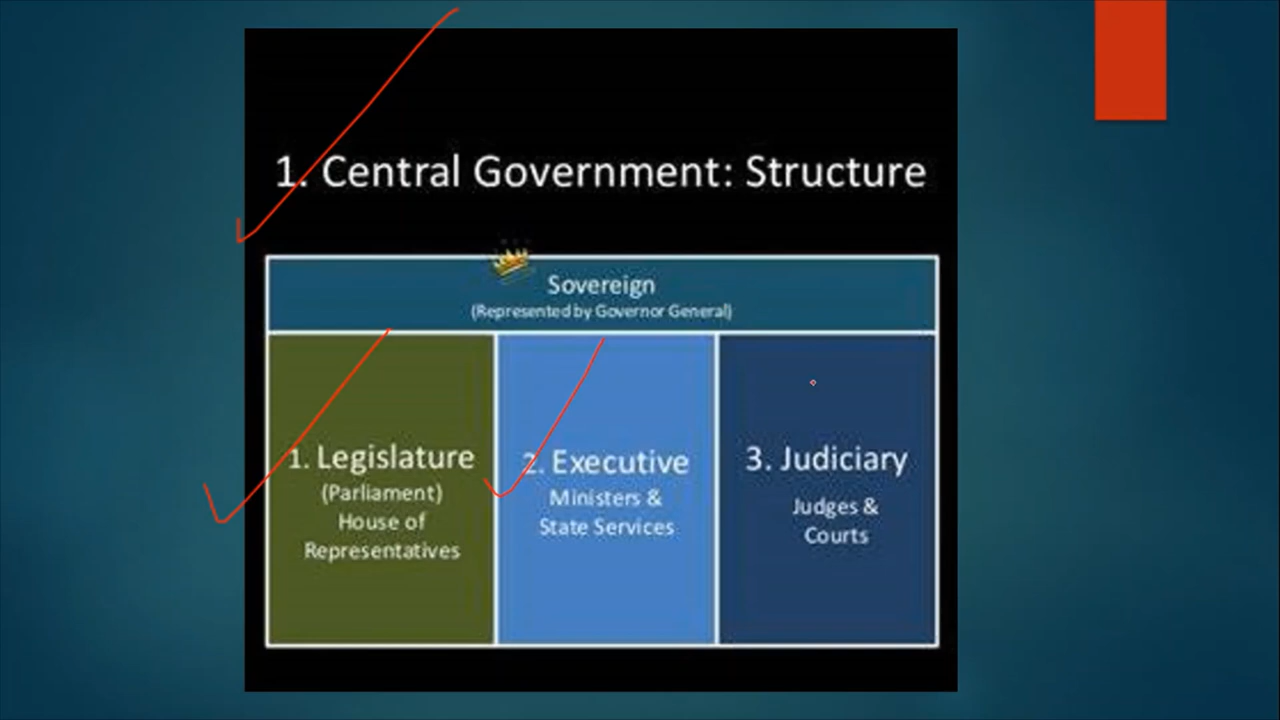 1. Central Government: Structure
Sovereign
(Represented by Governor General)
1. Legislature
(Parliament)
House of
Representatives
2. Executive
Ministers &
State Services
3. Judiciary
Judges &
Courts